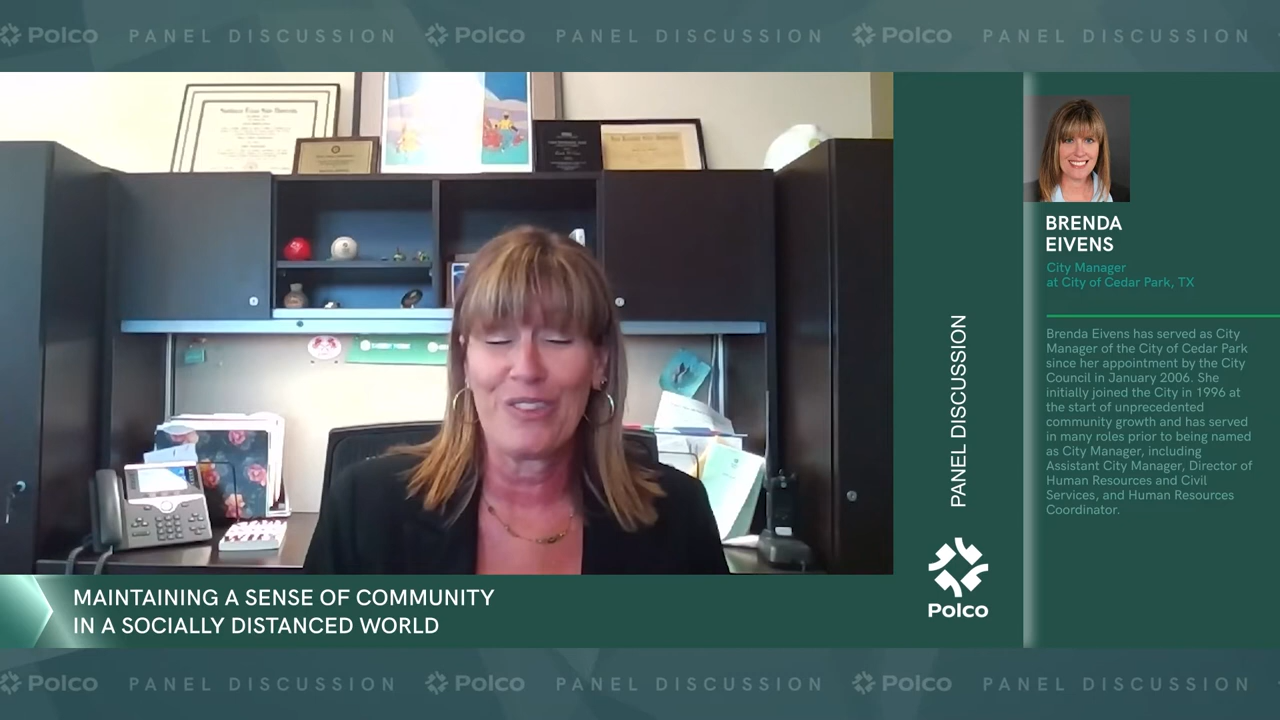 Polco PANEL DISCUSSION Polco PANEL DISCUSSION Polco PANEL DISCUSSION
BRENDA
EIVENS
City Manager
at City of Cedar Park, TX
Brenda Eivens has served as City
Manager of the City of Cedar Park
since her appointment by the City
Council in January 2006. She
initially joined the City in 1996 at
the start of unprecedented
community growth and has served
in many roles prior to being named
as City Manager, including
Assistant City Manager, Director of
Human Resources and Civil
Services, and Human Resources
Coordinator.
PANEL DISCUSSION
Polco
MAINTAINING A SENSE OF COMMUNITY
IN A SOCIALLY DISTANCED WORLD
Polco PANEL DISCUSSION Polco PANEL DISCUSSION Polco PANEL DISCUSSION